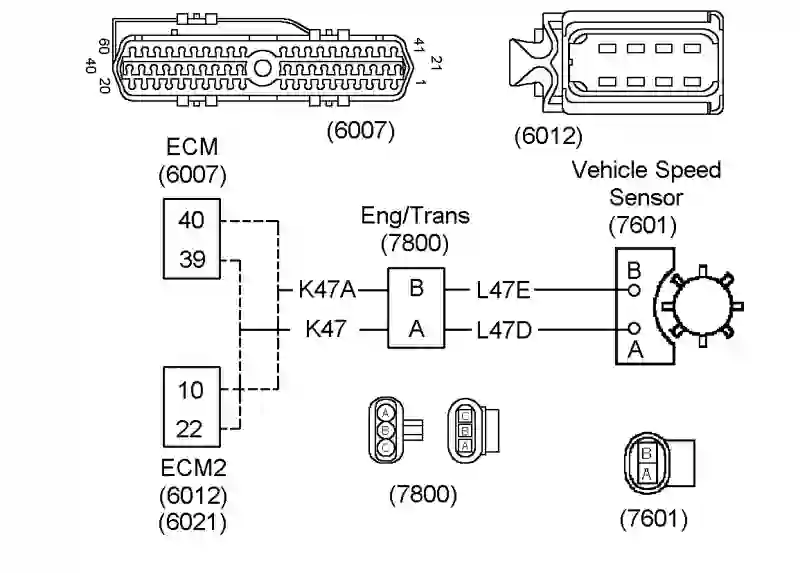 60
40
20
41
21
1
(6007)
(6012)
ECM
(6007)
40
39
Eng/Trans
(7800)
Vehicle Speed
Sensor
(7601)
K47A
B
L47E
B
K47
A
L47D
A
10
22
ECM2
(6012)
(6021)
A
B
C
C
B
A
(7800)
B
A
(7601)